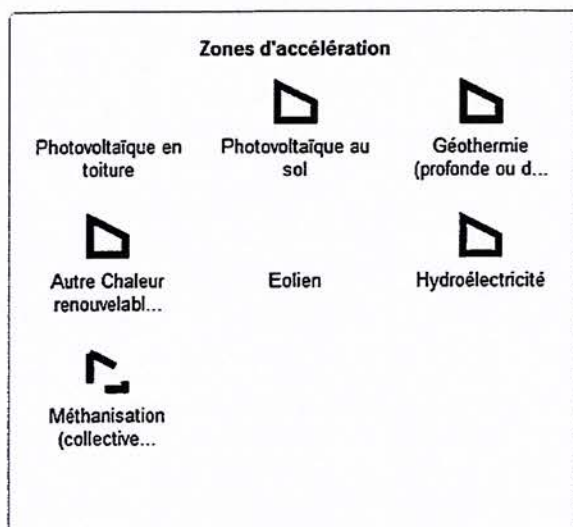 Zones d'accélération
Photovoltaïque en
toiture
Photovoltaïque au
sol
Géothermie
(profonde ou d...
Autre Chaleur
renouvelabl...
Eolien
Hydroélectricité
Méthanisation
(collective...